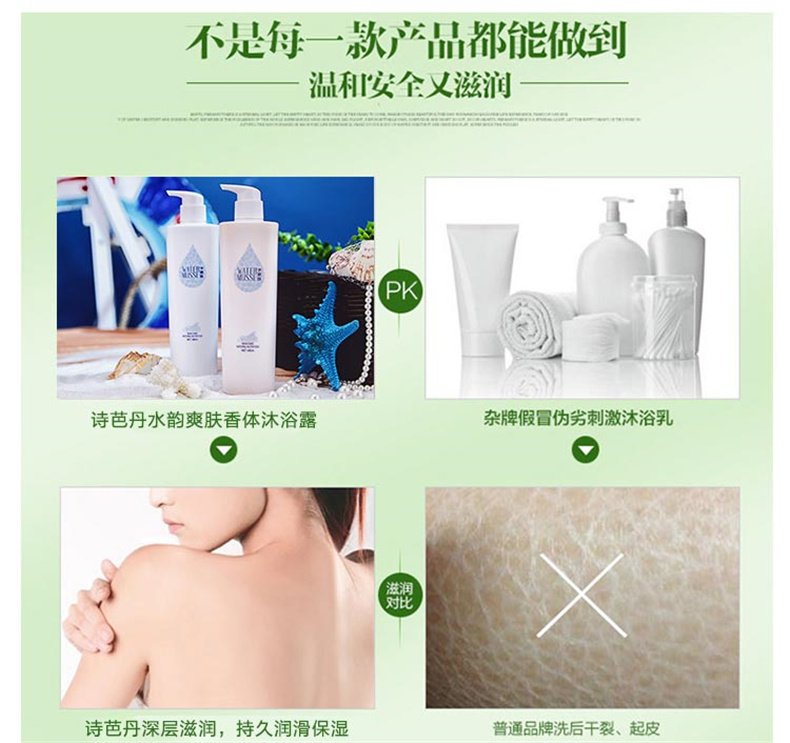 不是每一款产品都能做到
温和安全又滋润
WATER
MUSSE
PK
诗芭丹水韵爽肤香体沐浴露
杂牌假冒伪劣刺激沐浴乳
滋润
对比
诗芭丹深层滋润，持久润滑保湿
普通品牌洗后干裂、起皮